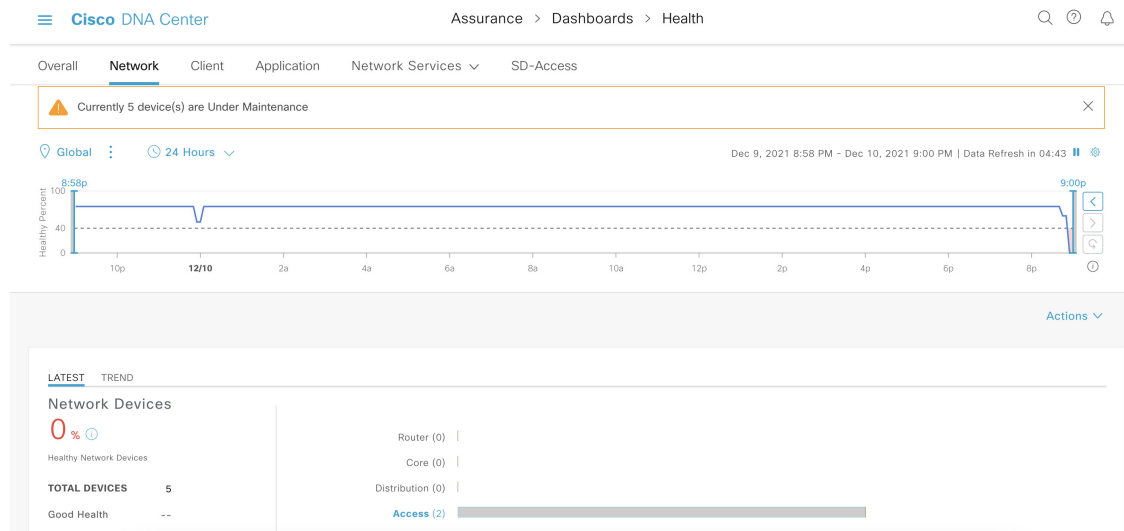 Cisco DNA Center
Assurance > Dashboards > Health
Overall Network Client Application Network Services SD-Access
Currently 5 device(s) are Under Maintenance
Global 24 Hours Dec 9, 2021 8:58 PM - Dec 10, 2021 9:00 PM | Data Refresh in 04:43
8:58p 9:00p
Healthy Percent
100
40
0
10p 12/10 2a 4a 6a 8a 10a 12p 2p 4p 6p 8p
Actions
LATEST TREND
Network Devices
0 %
Healthy Network Devices
TOTAL DEVICES 5
Good Health --
Router (0)
Core (0)
Distribution (0)
Access (2)